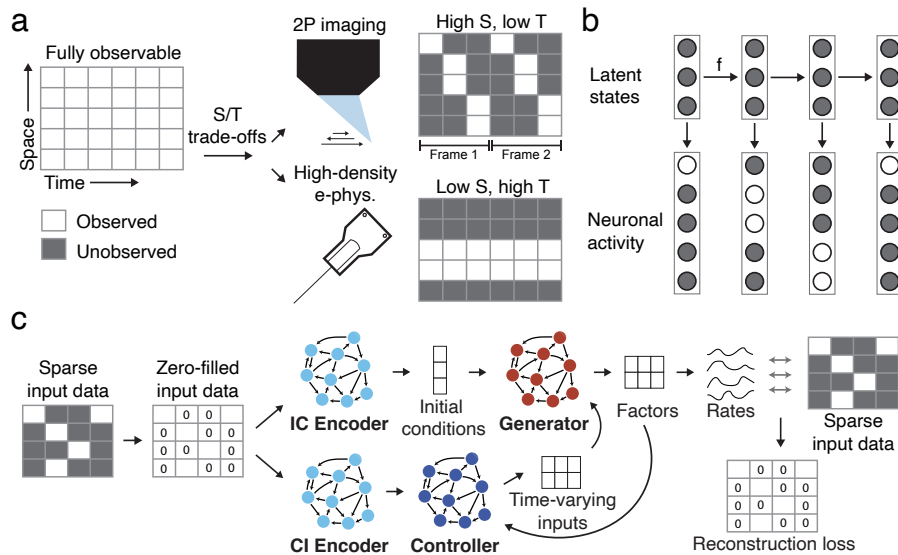 a
Fully observable
Space
Time
Observed
Unobserved
S/T
trade-offs
2P imaging
High-density
e-phys.
High S, low T
Frame 1
Frame 2
Low S, high T
b
Latent
states
f
Neuronal
activity
c
Sparse
input data
Zero-filled
input data
0 0
0 0 0
0 0 0
0 0 0
IC Encoder
Initial
conditions
Generator
Factors
Rates
Sparse
input data
CI Encoder
Controller
Time-varying
inputs
0 0
0 0 0
0 0 0
0 0 0
Reconstruction loss